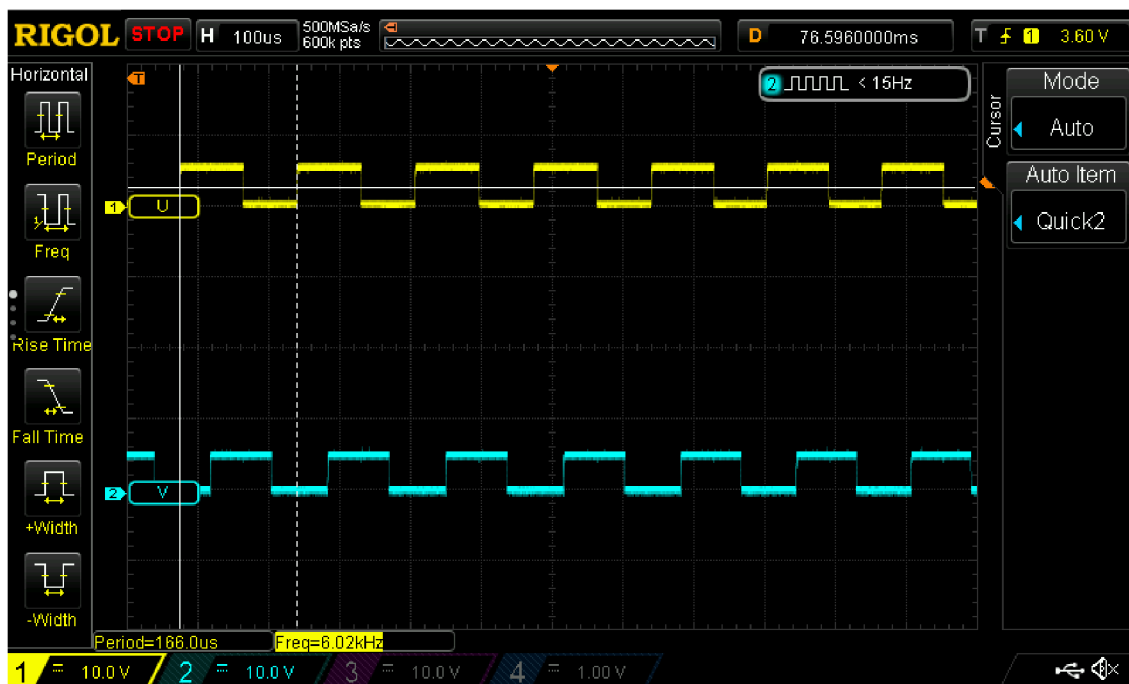 RIGOL STOP H 100us 500MSa/s 600k pts D 76.5960000ms T 1 3.60 V
Horizontal
Period
Freq
Rise Time
Fall Time
+Width
-Width
T
2 < 15Hz
1 U
2 V
Cursor
Mode
Auto
Auto Item
Quick2
Period=166.0us Freq=6.02kHz
1 = 10.0 V 2 = 10.0 V 3 = 10.0 V 4 = 1.00 V